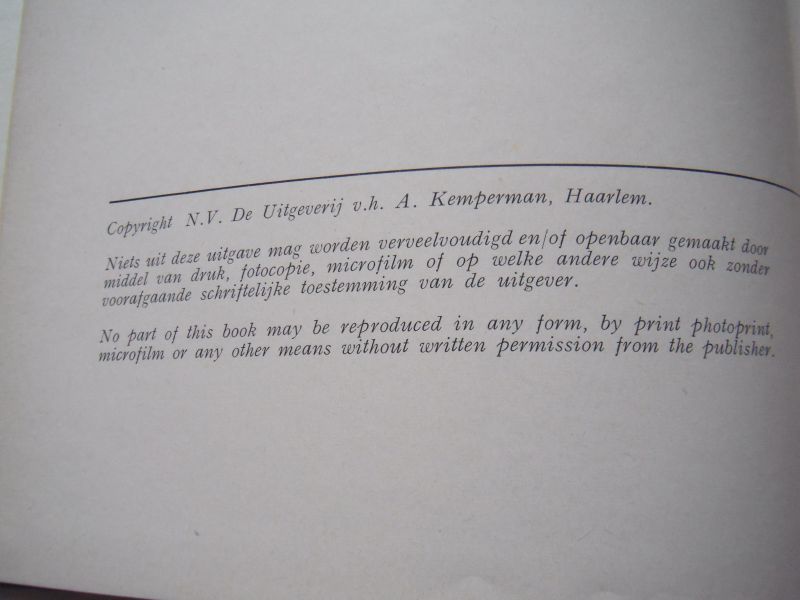 Copyright N.V. De Uitgeverij v.h. A. Kemperman, Haarlem.
Niets uit deze uitgave mag worden verveelvoudigd en/of openbaar gemaakt door
middel van druk, fotocopie, microfilm of op welke andere wijze ook zonder
voorafgaande schriftelijke toestemming van de uitgever.
No part of this book may be reproduced in any form, by print photoprint,
microfilm or any other means without written permission from the publisher.